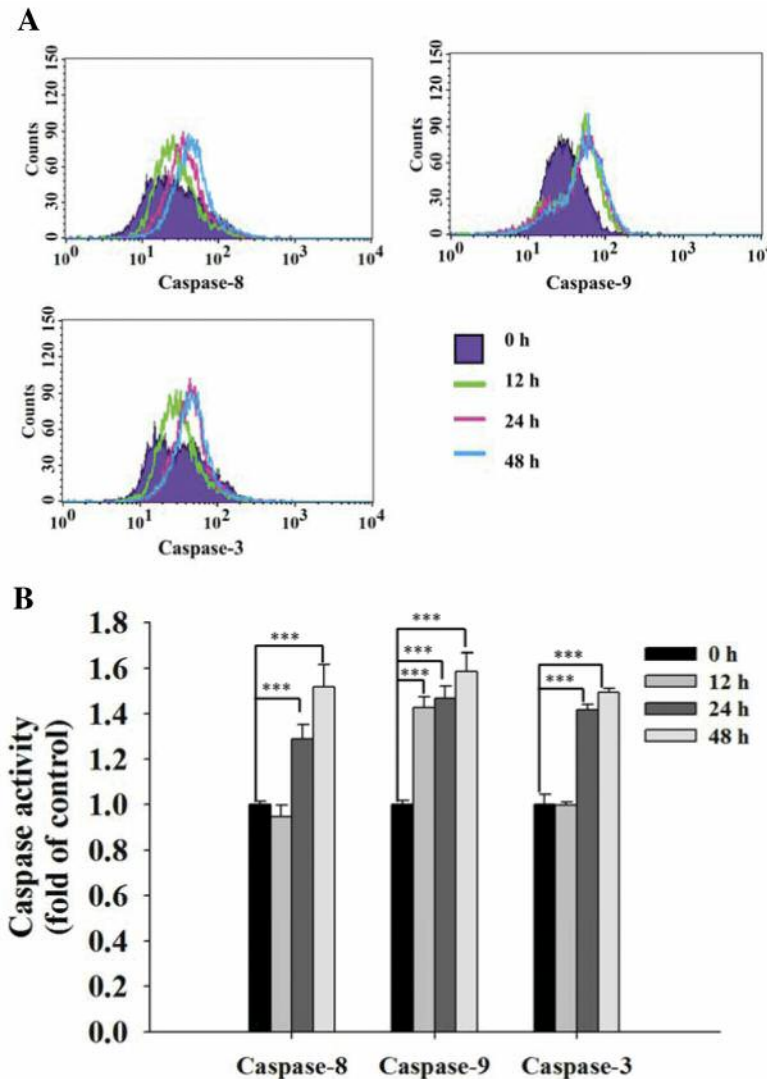 A
150
120
90
60
30
0
Counts
10^0 10^1 10^2 10^3 10^4
Caspase-8
150
120
90
60
30
0
Counts
10^0 10^1 10^2 10^3 10^4
Caspase-9
150
120
90
60
30
0
Counts
10^0 10^1 10^2 10^3 10^4
Caspase-3
0 h
12 h
24 h
48 h
B
Caspase activity
(fold of control)
1.8
1.6
1.4
1.2
1.0
0.8
0.6
0.4
0.2
0.0
***
***
***
***
***
***
***
0 h
12 h
24 h
48 h
Caspase-8 Caspase-9 Caspase-3